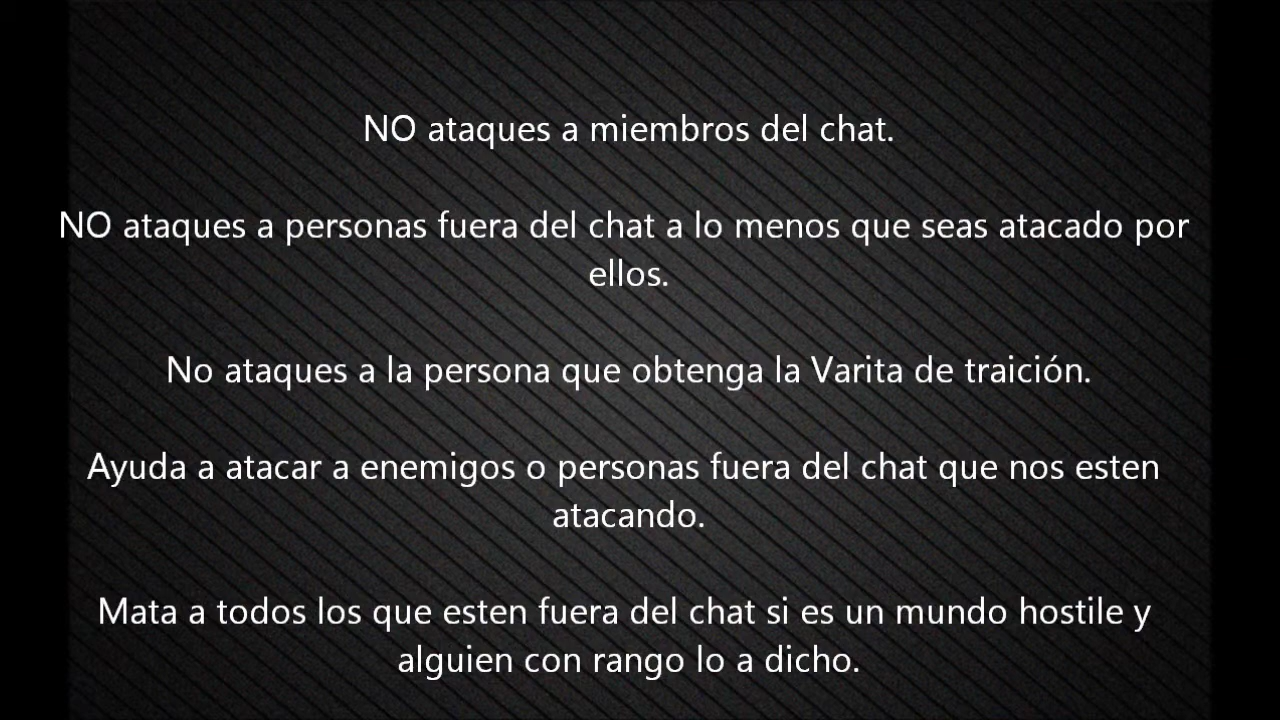 NO ataques a miembros del chat.
NO ataques a personas fuera del chat a lo menos que seas atacado por
ellos.
No ataques a la persona que obtenga la Varita de traición.
Ayuda a atacar a enemigos o personas fuera del chat que nos esten
atacando.
Mata a todos los que esten fuera del chat si es un mundo hostile y
alguien con rango lo a dicho.